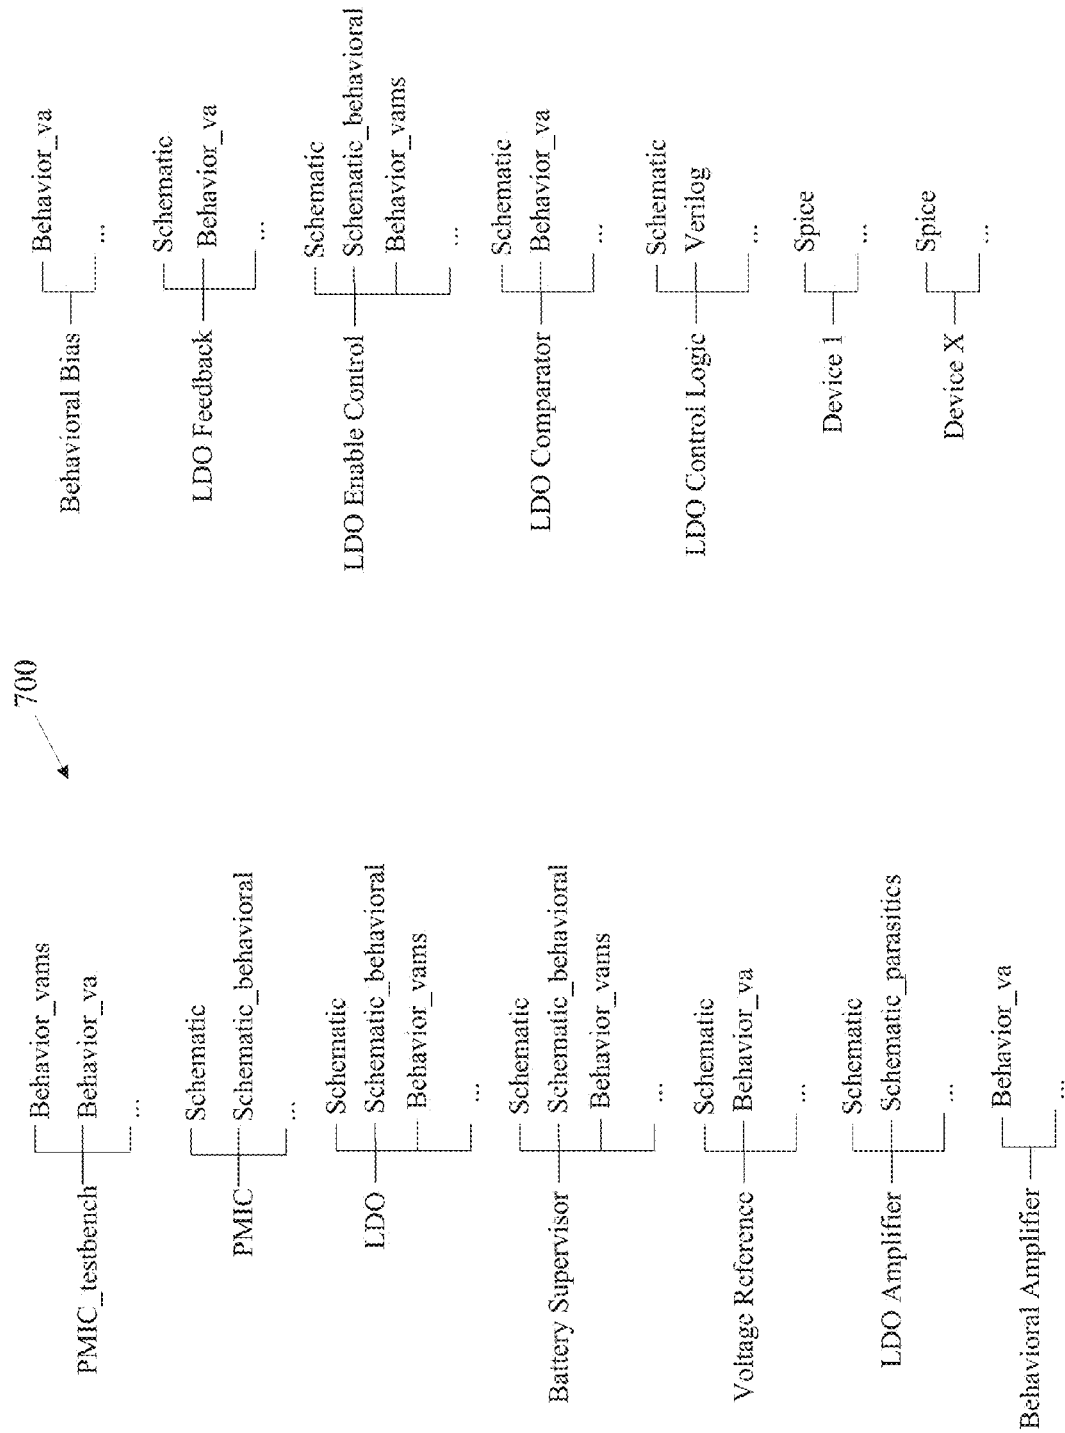 700
PMIC_testbench
Behavior_vams
Behavior_va
...
PMIC
Schematic
Schematic_behavioral
...
LDO
Schematic
Schematic_behavioral
Behavior_vams
...
Battery Supervisor
Schematic
Schematic_behavioral
Behavior_vams
...
Voltage Reference
Schematic
Behavior_va
...
LDO Amplifier
Schematic
Schematic_parasitics
...
Behavioral Amplifier
Behavior_va
...
Behavioral Bias
Behavior_va
...
LDO Feedback
Schematic
Behavior_va
...
LDO Enable Control
Schematic
Schematic_behavioral
Behavior_vams
...
LDO Comparator
Schematic
Behavior_va
...
LDO Control Logic
Schematic
Verilog
...
Device 1
Spice
...
Device X
Spice
...